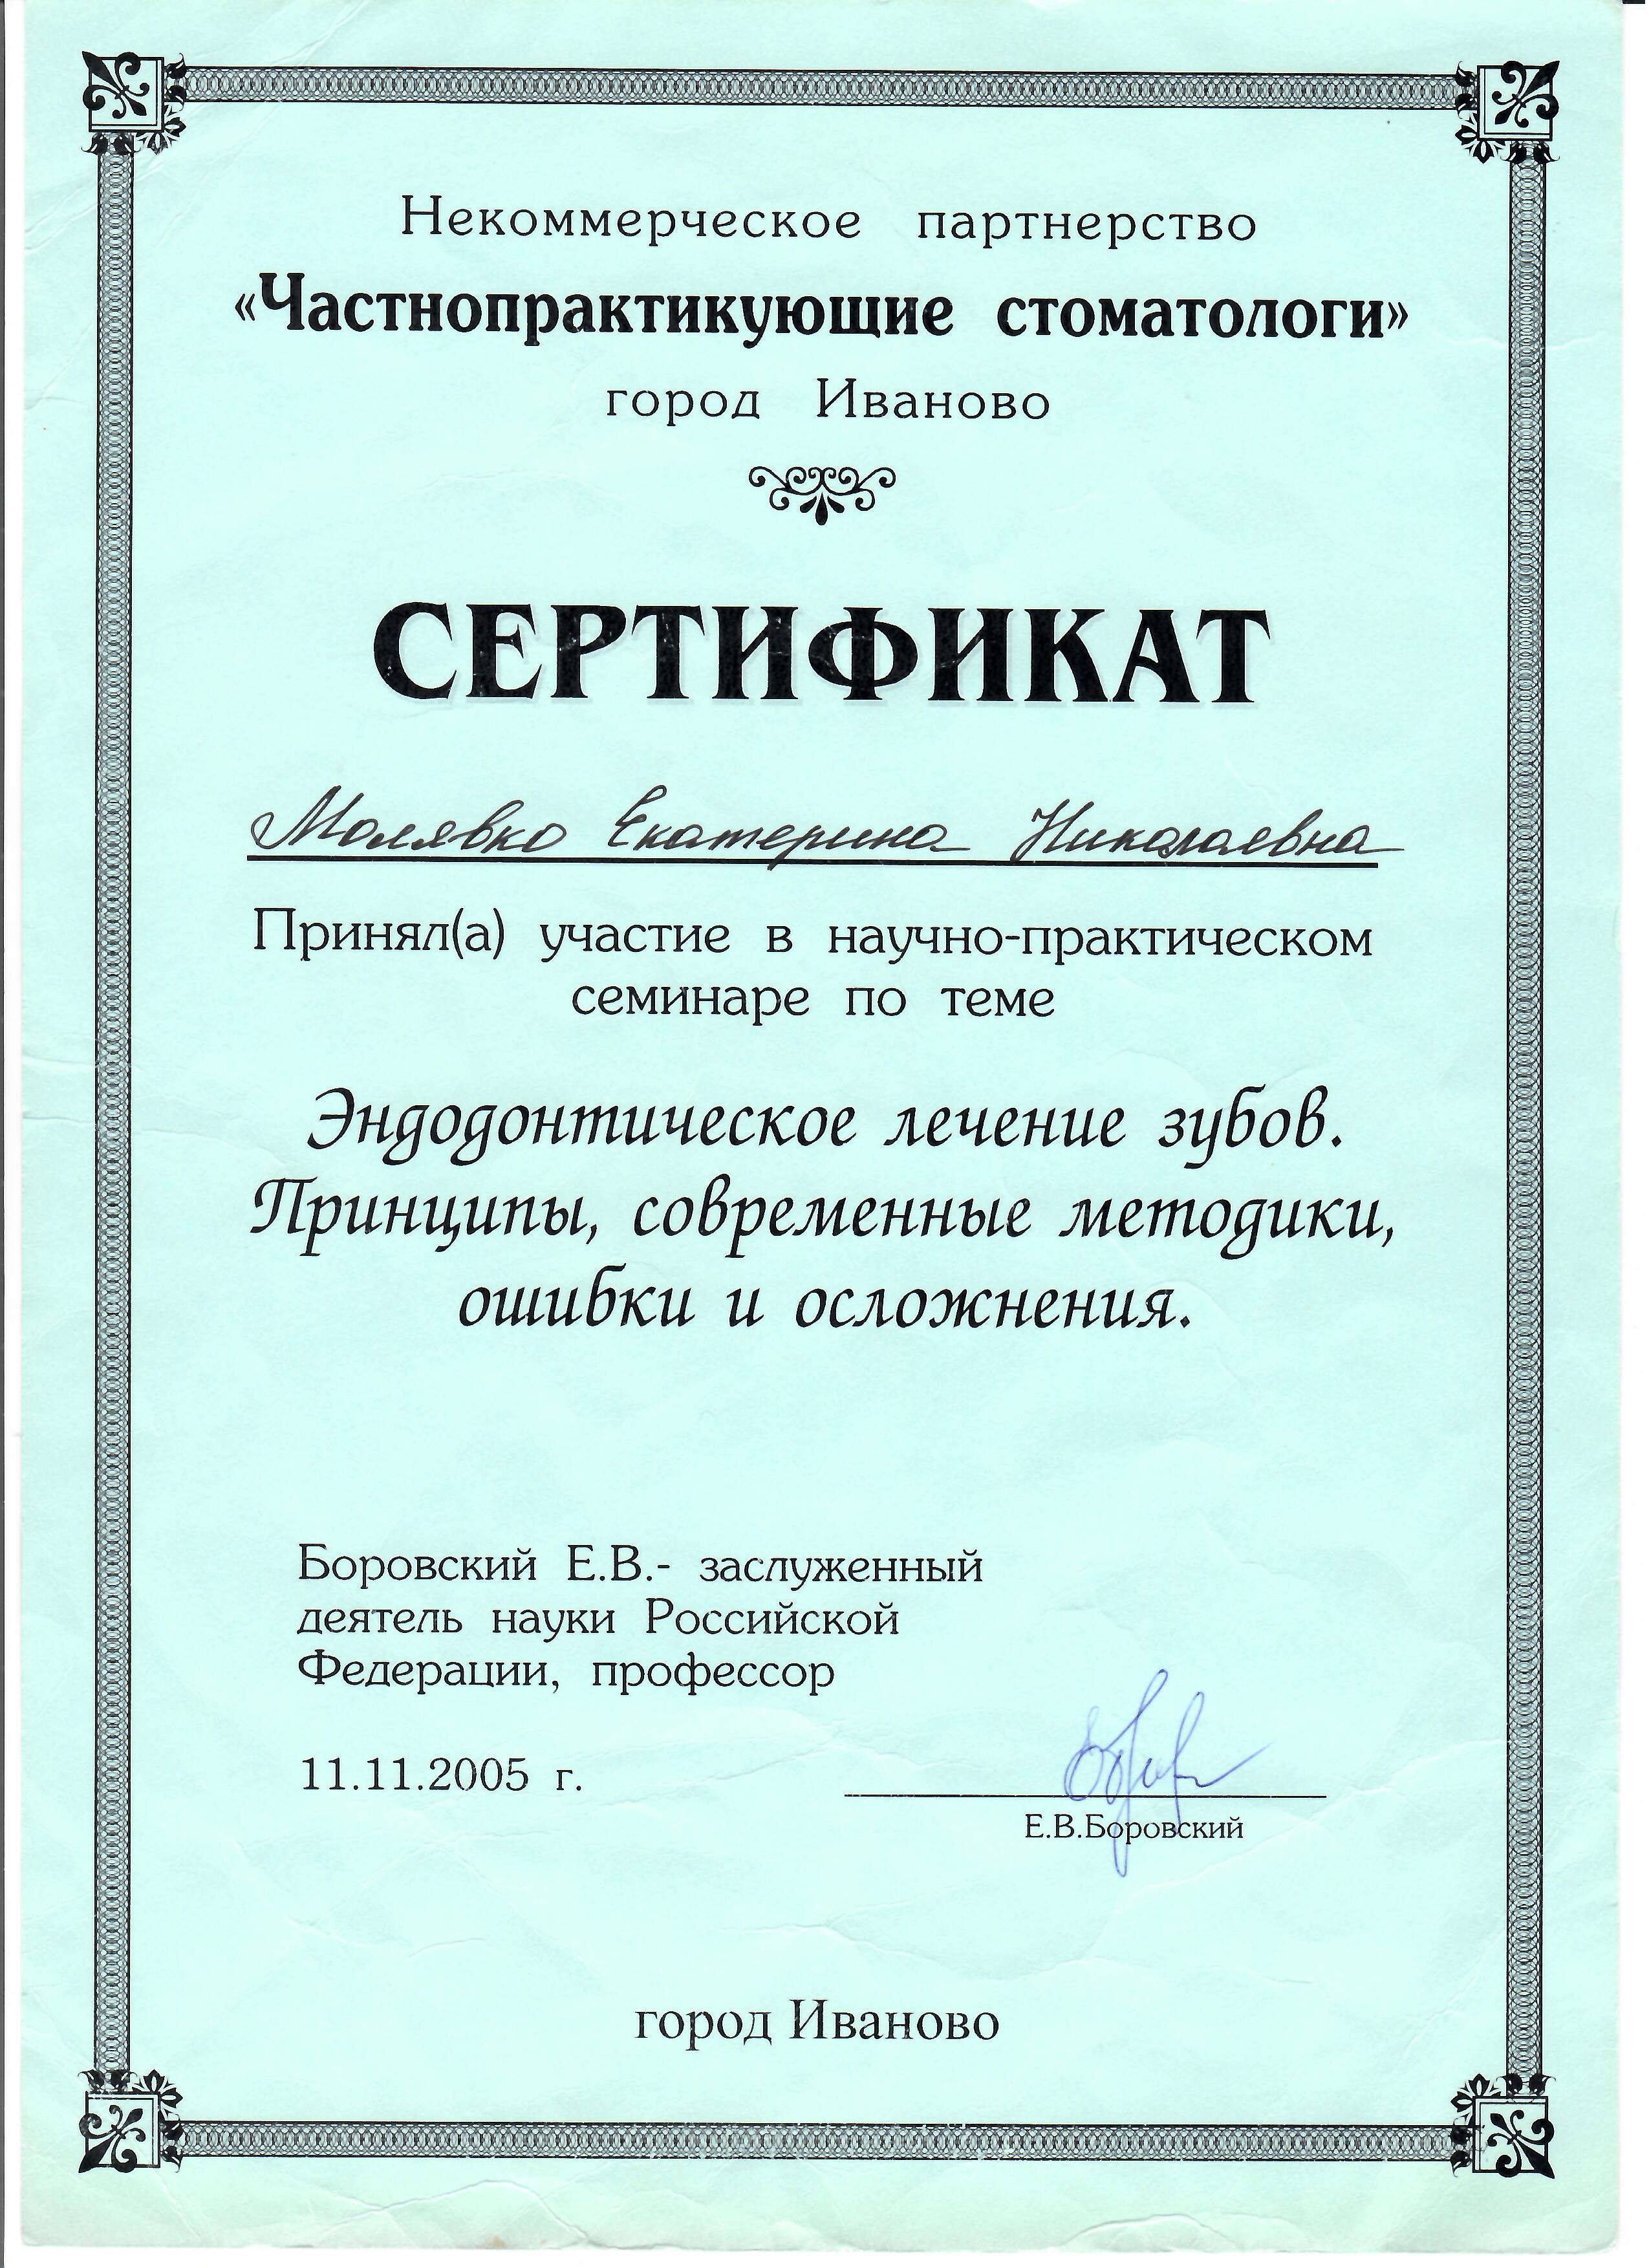 Некоммерческое партнерство
«Частнопрактикующие стоматологи»
город Иваново
СЕРТИФИКАТ
Молявко Екатерина Николаевна
Принял(а) участие в научно-практическом
семинаре по теме
Эндодонтическое лечение зубов.
Принципы, современные методики,
ошибки и осложнения.
Боровский Е.В.- заслуженный
деятель науки Российской
Федерации, профессор
11.11.2005 г.
Е.В.Боровский
город Иваново